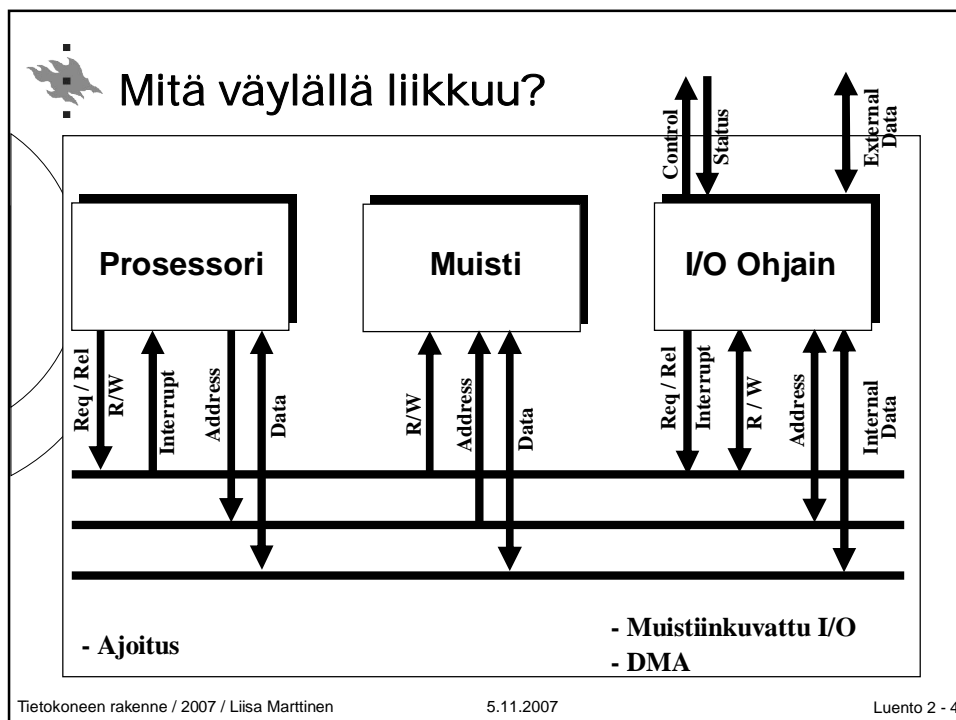 Mitä väylällä liikkuu?
Control
Status
External
Data
Prosessori
Muisti
I/O Ohjain
Req / Rel
R/W
Interrupt
Address
Data
R/W
Address
Data
Req / Rel
Interrupt
R / W
Address
Internal
Data
- Ajoitus
- Muistiinkuvattu I/O
- DMA
Tietokoneen rakenne / 2007 / Liisa Marttinen
5.11.2007
Luento 2 - 4